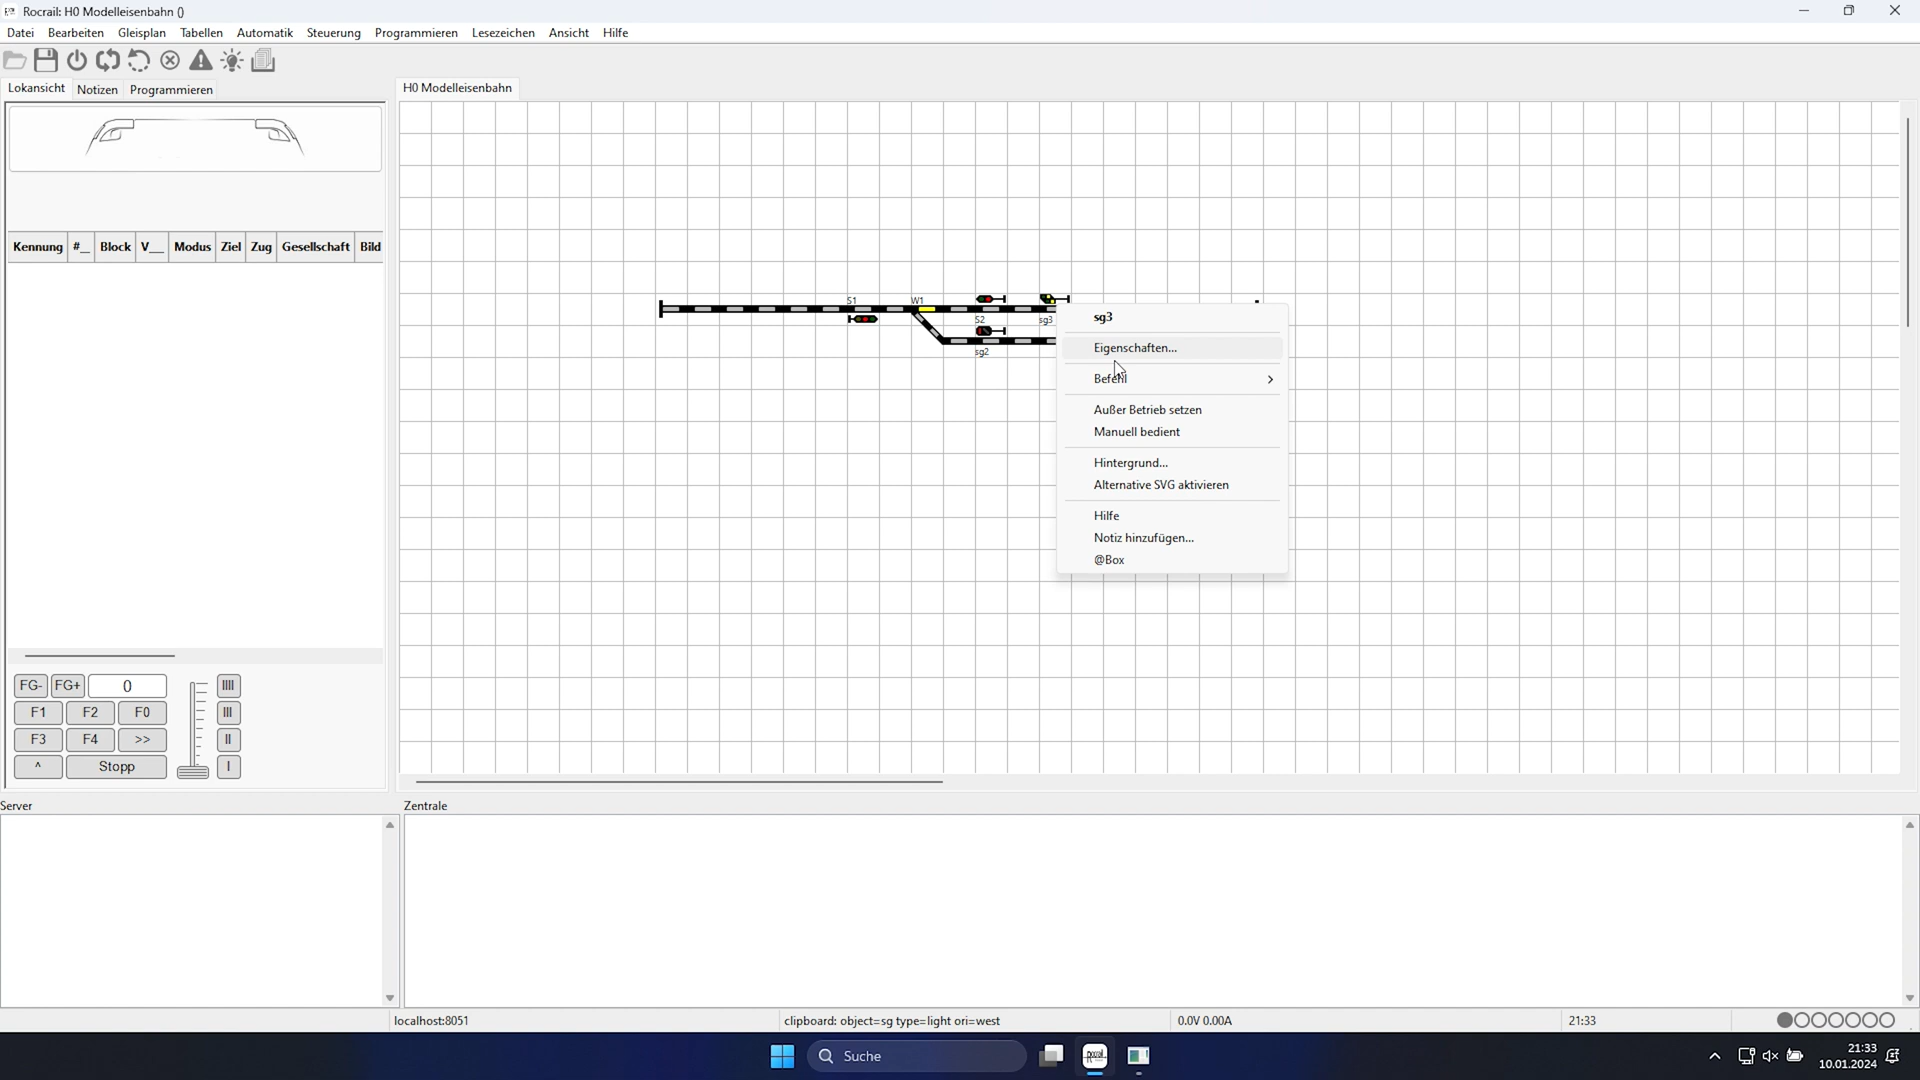 Rocrail: H0 Modelleisenbahn ()
Datei Bearbeiten Gleisplan Tabellen Automatik Steuerung Programmieren Lesezeichen Ansicht Hilfe
Lokansicht Notizen Programmieren
H0 Modelleisenbahn
Kennung #_ Block V__ Modus Ziel Zug Gesellschaft Bild
S1 W1
S2 sg3
sg2
sg3
Eigenschaften...
Befehl
Außer Betrieb setzen
Manuell bedient
Hintergrund...
Alternative SVG aktivieren
Hilfe
Notiz hinzufügen...
@Box
FG- FG+ 0 IIII
F1 F2 F0 III
F3 F4 >> II
^ Stopp I
Server Zentrale
localhost:8051 clipboard: object=sg type=light ori=west 0.0V 0.00A 21:33
Suche
rocrail
21:33
10.01.2024